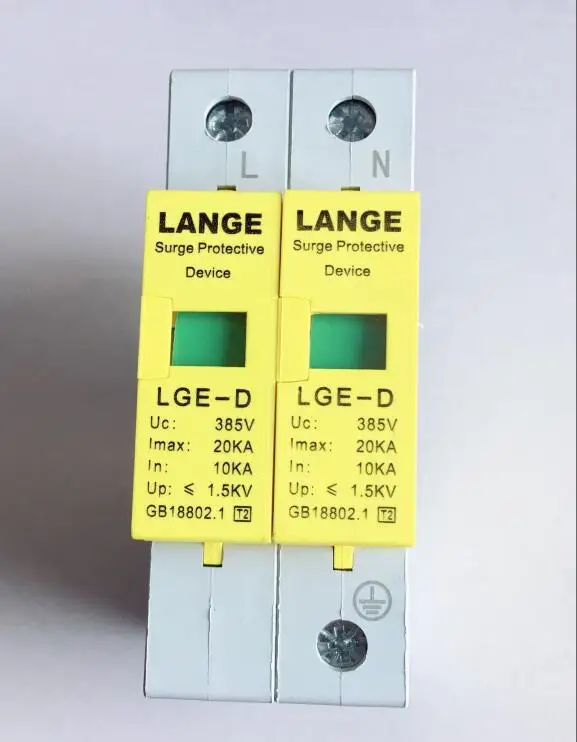 L
N
LANGE
Surge Protective
Device
LGE-D
Uc: 385V
Imax: 20KA
In: 10KA
Up: ≤ 1.5KV
GB18802.1 T2
LANGE
Surge Protective
Device
LGE-D
Uc: 385V
Imax: 20KA
In: 10KA
Up: ≤ 1.5KV
GB18802.1 T2